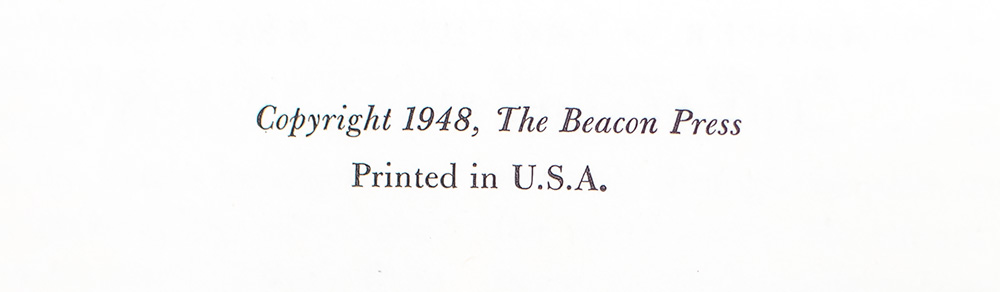 Copyright 1948, The Beacon Press
Printed in U.S.A.